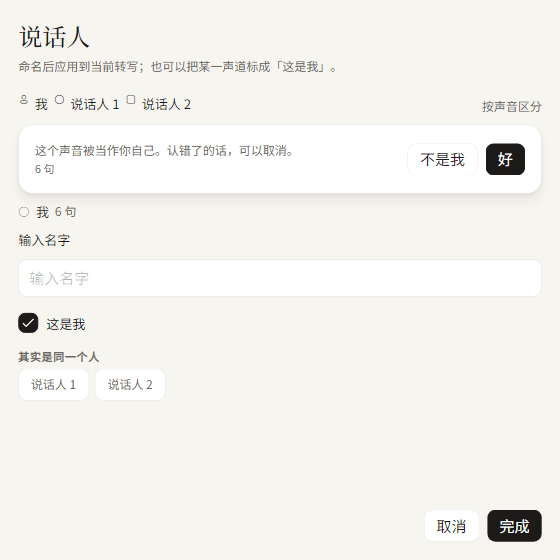 说话人
命名后应用到当前转写；也可以把某一声道标成「这是我」。
我 说话人 1 说话人 2 按声音区分
这个声音被当作你自己。认错了的话，可以取消。
6 句
不是我 好
我 6 句
输入名字
输入名字
这是我
其实是同一个人
说话人 1 说话人 2
取消 完成